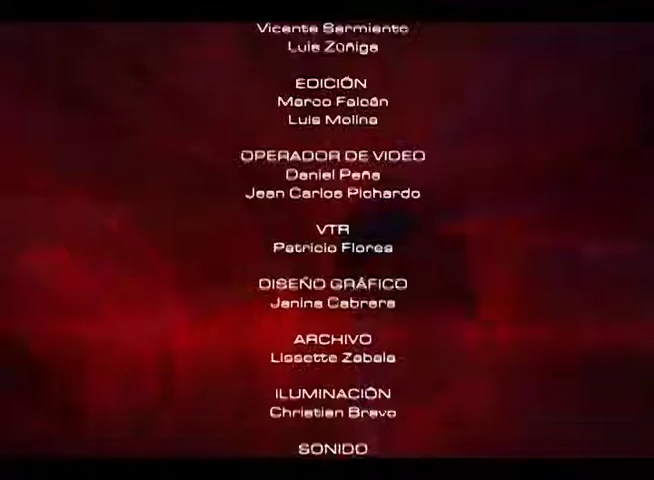 Vicente Sarmiento
Luis Zúñiga
EDICIÓN
Marco Falcón
Luis Molina
OPERADOR DE VIDEO
Daniel Peña
Jean Carlos Pichardo
VTR
Patricio Flores
DISEÑO GRÁFICO
Janina Cabrera
ARCHIVO
Lissette Zabala
ILUMINACIÓN
Christian Bravo
SONIDO